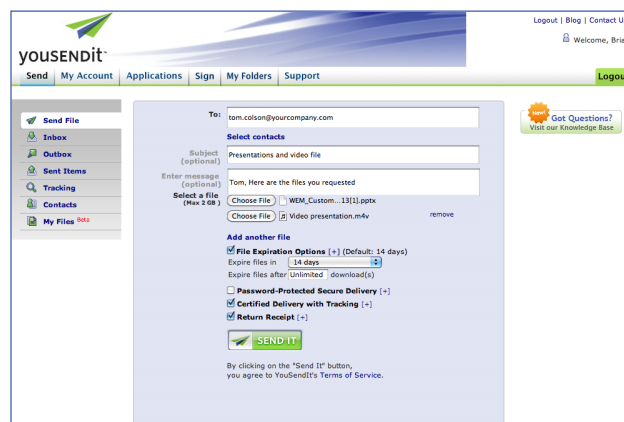 Logout | Blog | Contact U
Welcome, Bria
YOUSENDIT
Send My Account Applications Sign My Folders Support Logou
Send File
Inbox
Outbox
Sent Items
Tracking
Contacts
My Files Beta
To: tom.colson@yourcompany.com
Select contacts
Subject (optional) Presentations and video file
Enter message (optional) Tom, Here are the files you requested
Select a file (Max 2 GB ) Choose File WEM_Custom...13[1].pptx
Choose File Video presentation.m4v remove
Add another file
File Expiration Options [+] (Default: 14 days)
Expire files in 14 days
Expire files after Unlimited download(s)
Password-Protected Secure Delivery [+]
Certified Delivery with Tracking [+]
Return Receipt [+]
SEND IT
By clicking on the "Send It" button,
you agree to YouSendIt's Terms of Service.
New!
Got Questions?
Visit our Knowledge Base